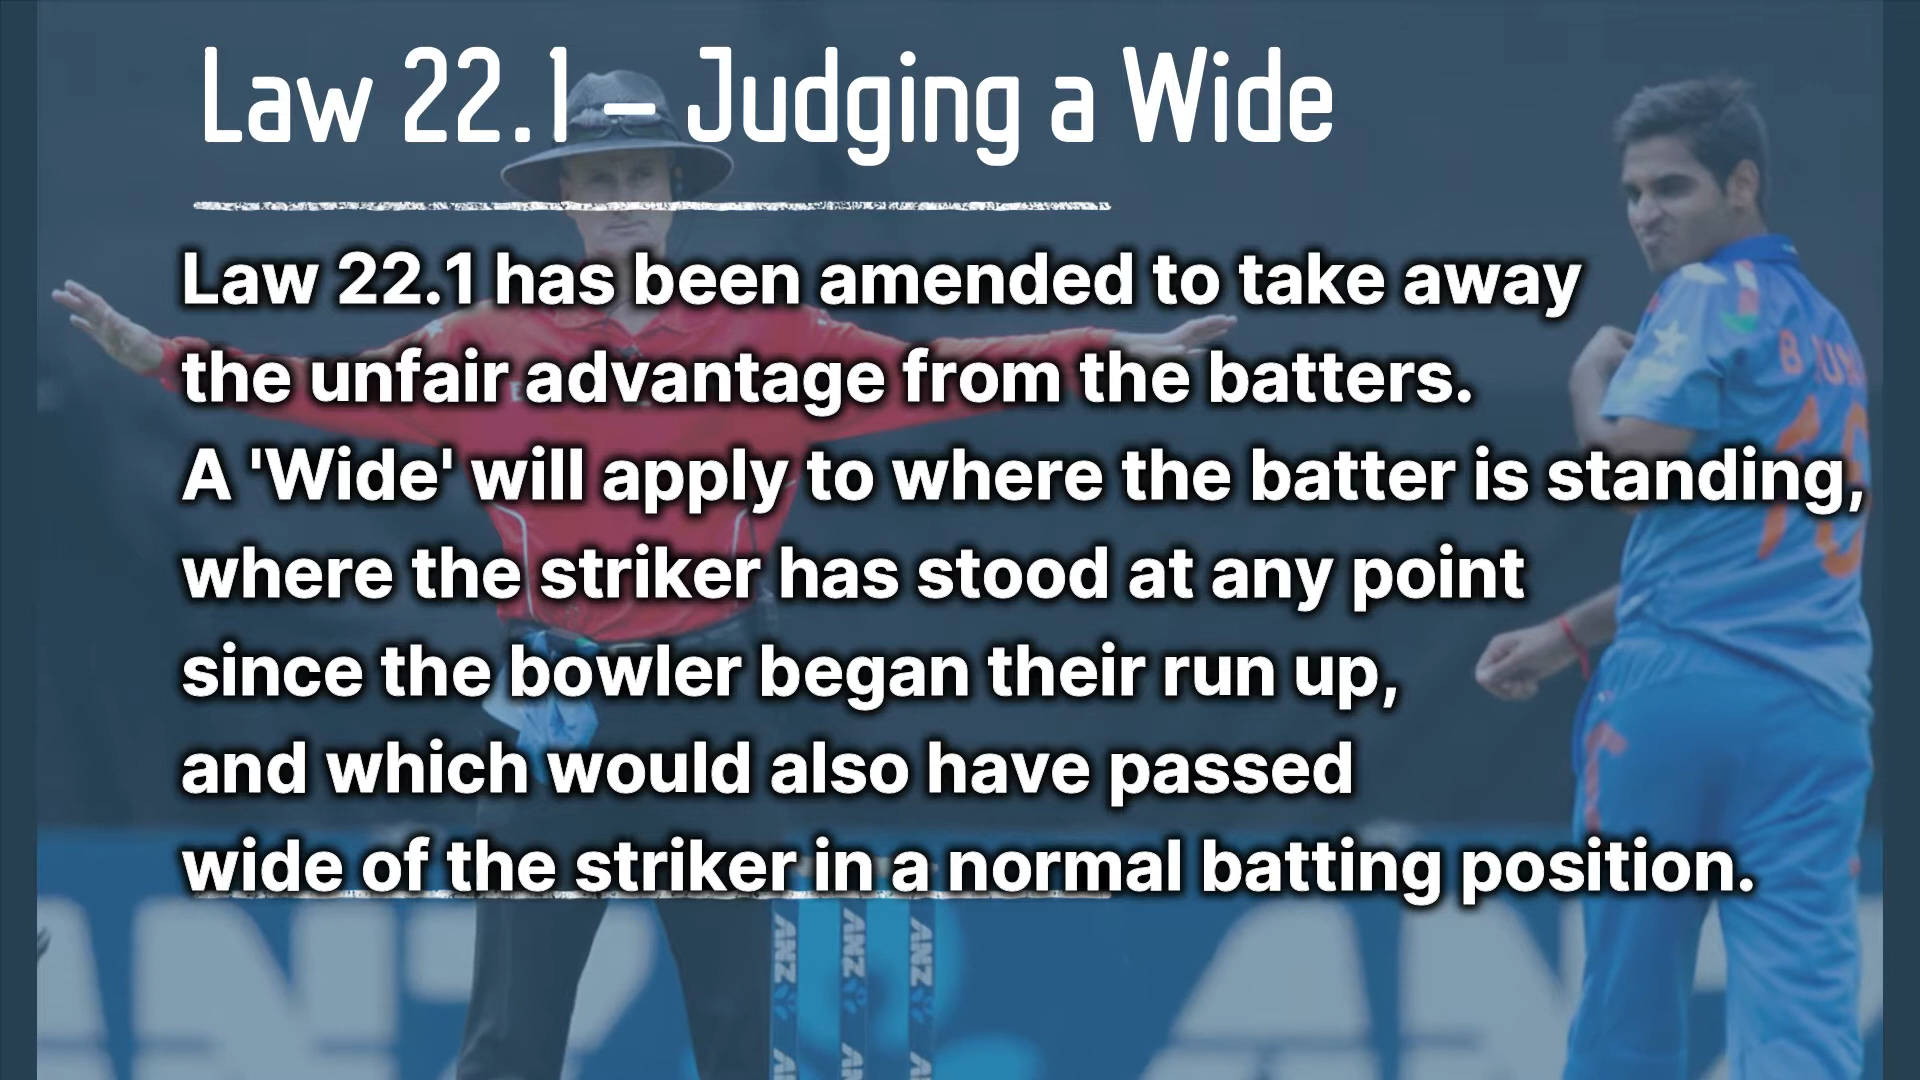 Law 22.1 – Judging a Wide
Law 22.1 has been amended to take away
the unfair advantage from the batters.
A 'Wide' will apply to where the batter is standing,
where the striker has stood at any point
since the bowler began their run up,
and which would also have passed
wide of the striker in a normal batting position.
ANZ ANZ ANZ